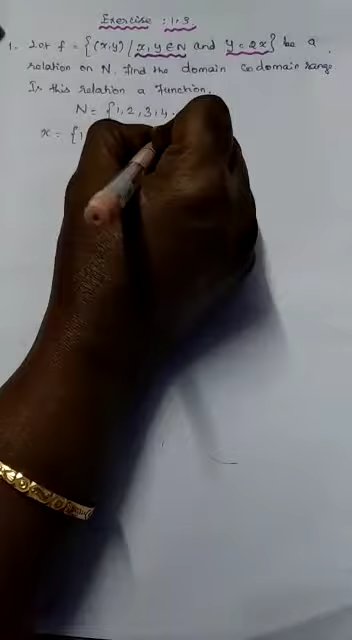 Exercise : 1.3
1. Let f = {(x,y) / x,y ∈ N and y = 2x} be a
relation on N. Find the domain Co domain range.
Is this relation a function.
N = {1, 2, 3, 4, .
x = {1